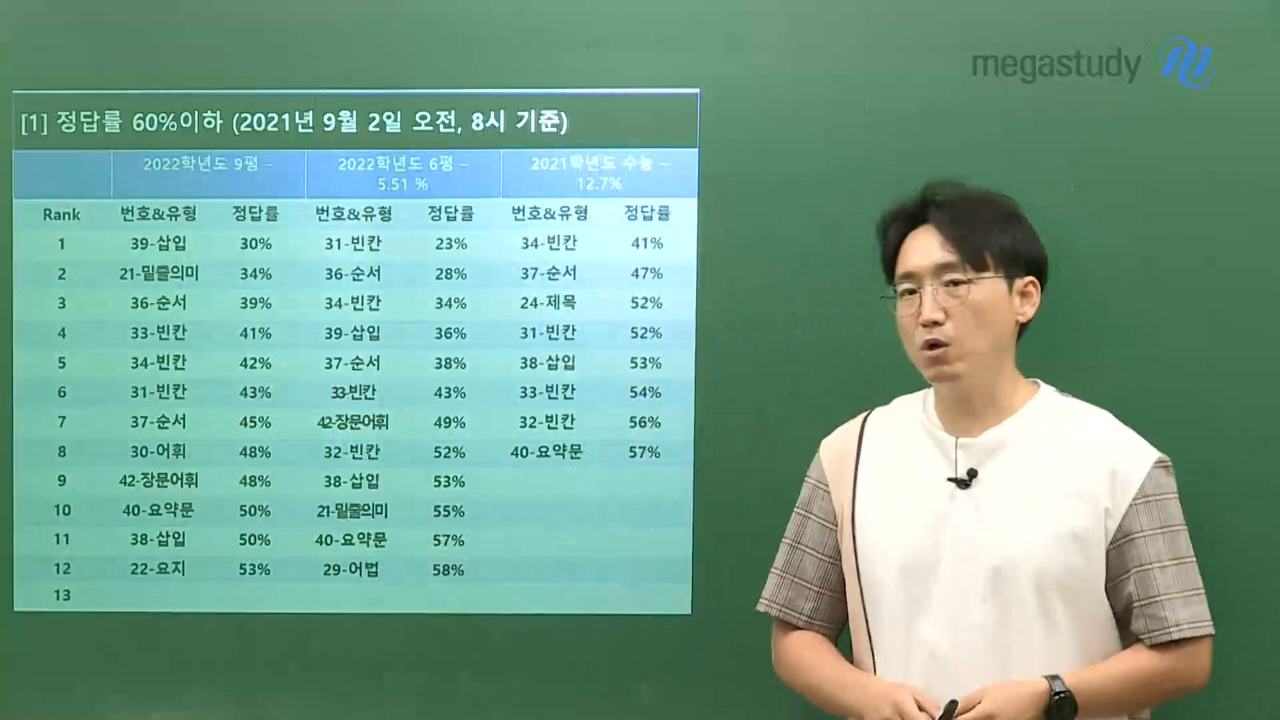 megastudy
[1] 정답률 60%이하 (2021년 9월 2일 오전, 8시 기준)
2022학년도 9평 – 2022학년도 6평 – 5.51 % 2021학년도 수능 – 12.7%
Rank 번호&유형 정답률 번호&유형 정답률 번호&유형 정답률
1 39-삽입 30% 31-빈칸 23% 34-빈칸 41%
2 21-밑줄의미 34% 36-순서 28% 37-순서 47%
3 36-순서 39% 34-빈칸 34% 24-제목 52%
4 33-빈칸 41% 39-삽입 36% 31-빈칸 52%
5 34-빈칸 42% 37-순서 38% 38-삽입 53%
6 31-빈칸 43% 33-빈칸 43% 33-빈칸 54%
7 37-순서 45% 42-장문어휘 49% 32-빈칸 56%
8 30-어휘 48% 32-빈칸 52% 40-요약문 57%
9 42-장문어휘 48% 38-삽입 53%
10 40-요약문 50% 21-밑줄의미 55%
11 38-삽입 50% 40-요약문 57%
12 22-요지 53% 29-어법 58%
13